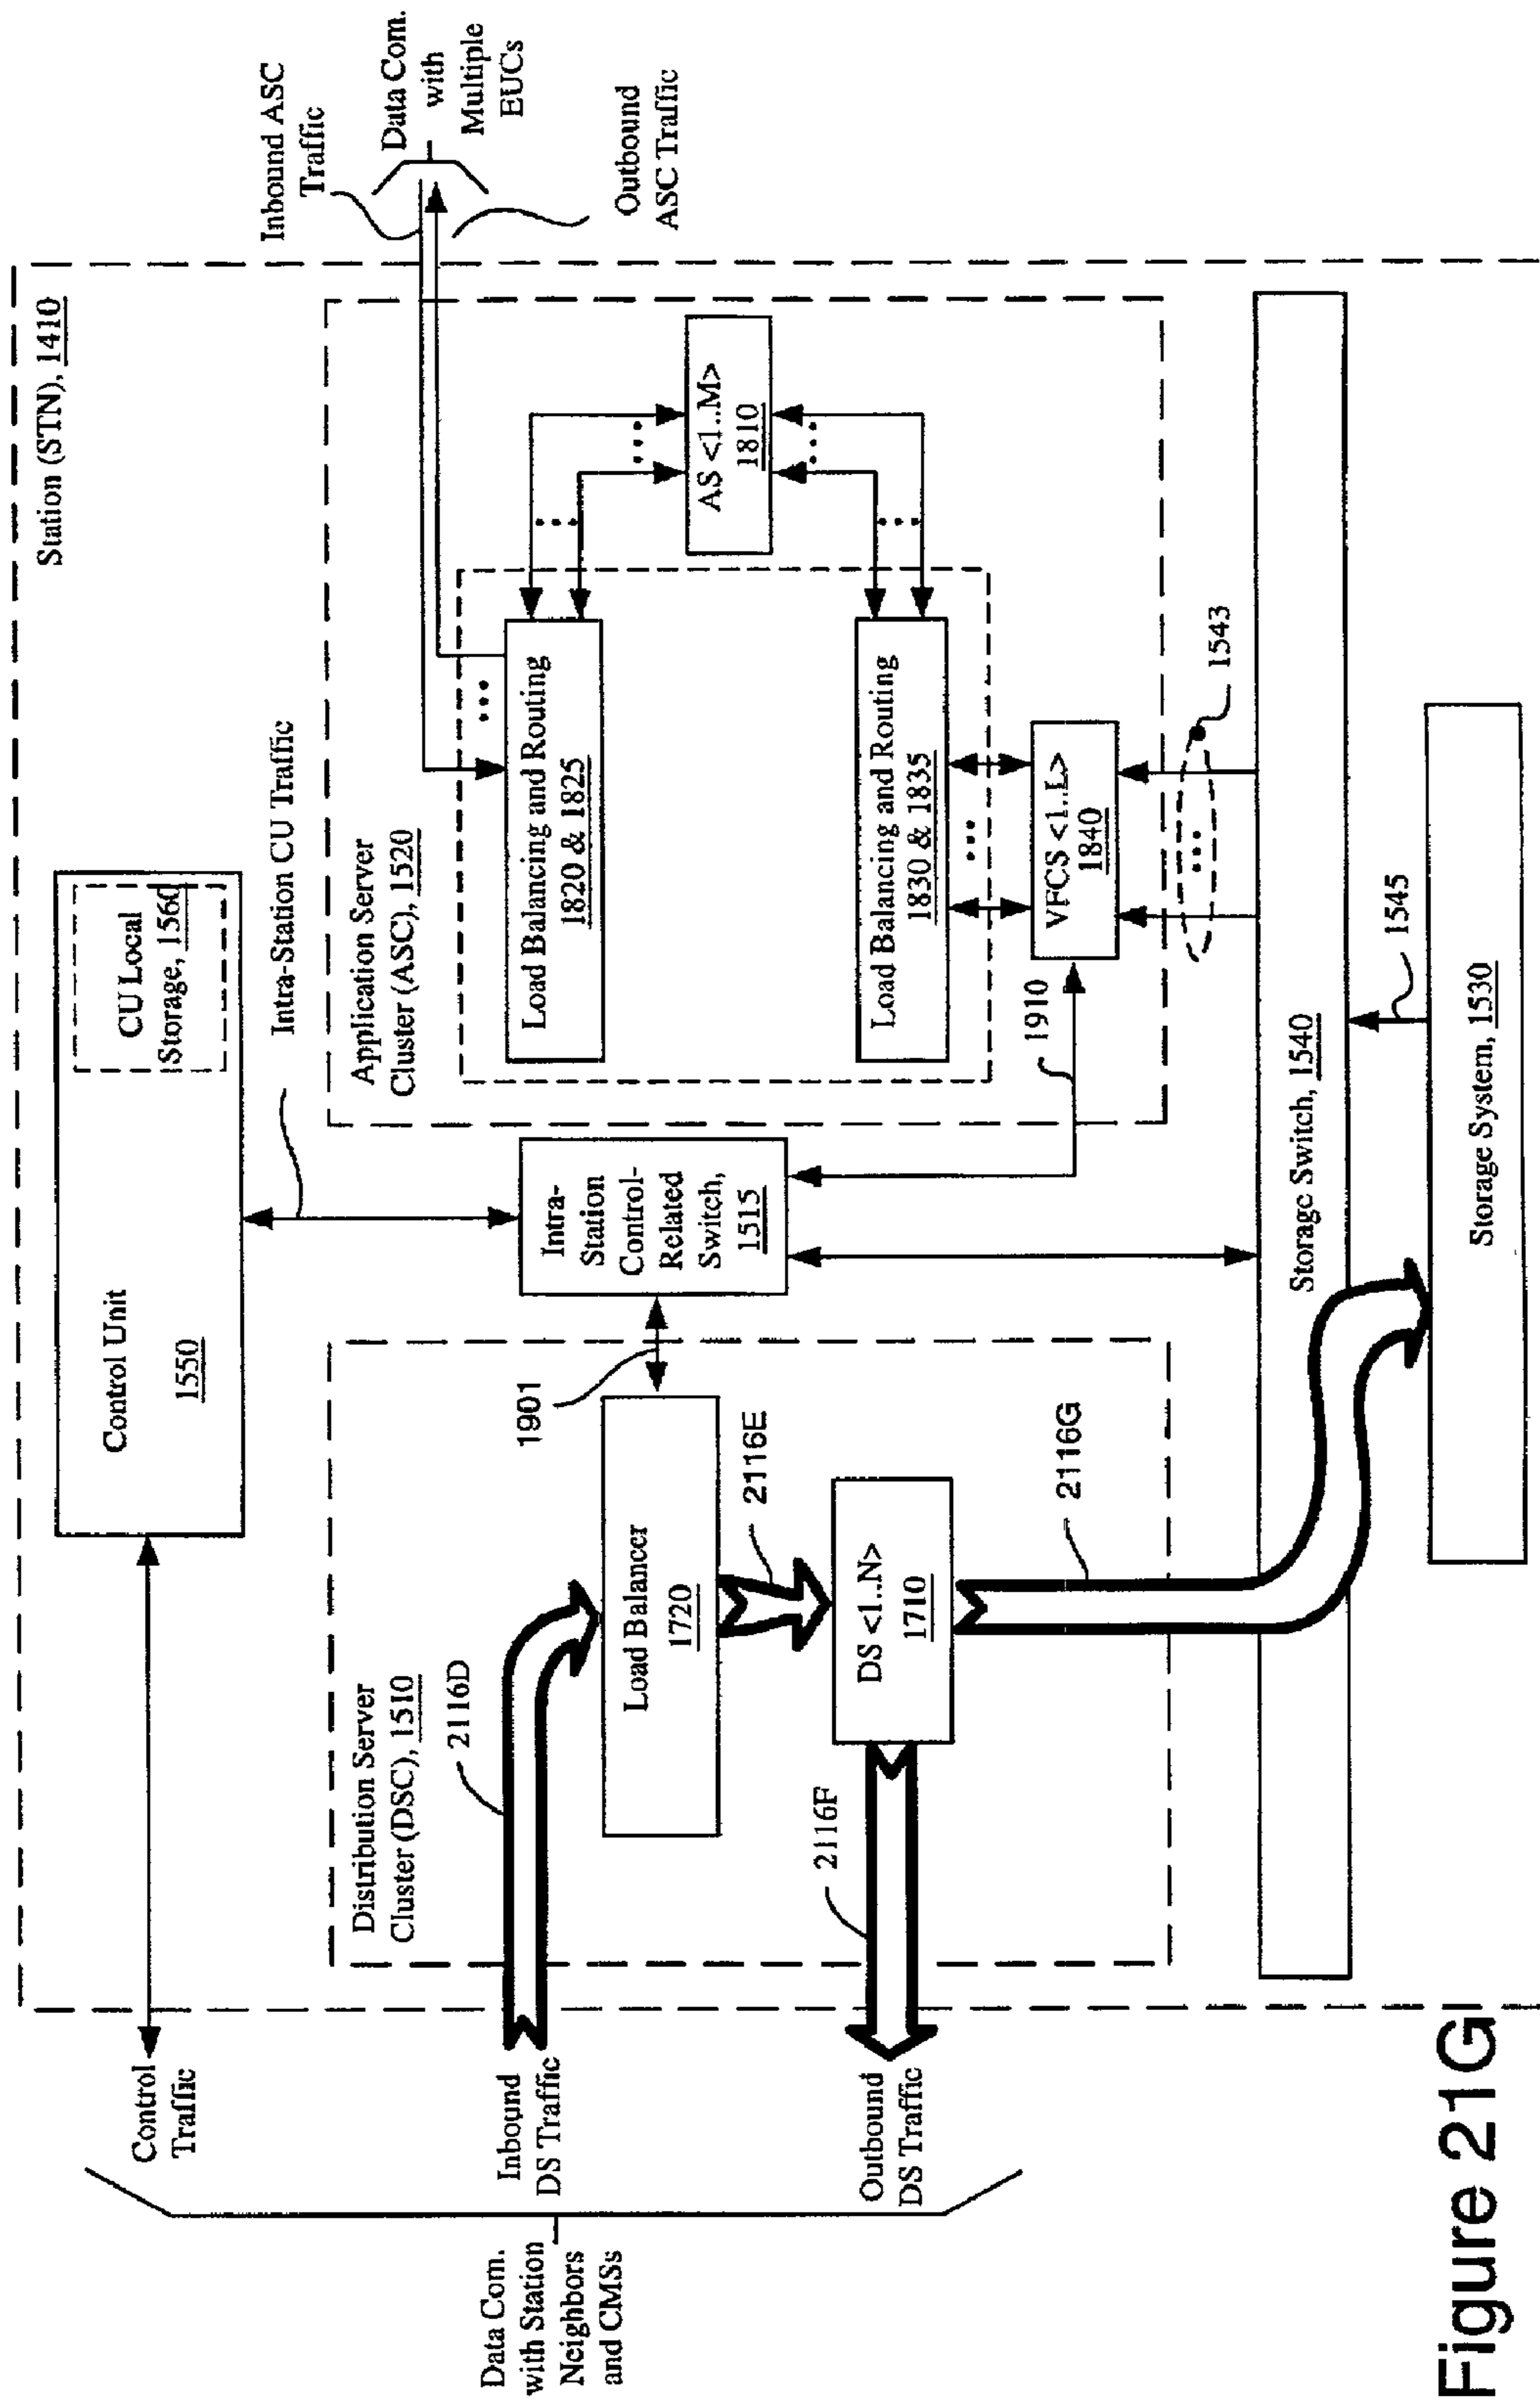 Station (STN), 1410
Control Unit
1550
CU Local
Storage, 1560
Control
Traffic
Intra-Station CU Traffic
Inbound ASC
Traffic
Data Com.
with
Multiple
EUCs
Outbound
ASC Traffic
Distribution Server
Cluster (DSC), 1510
2116D
Inbound
DS Traffic
Load Balancer
1720
1901
2116E
DS <1..N>
1710
2116F
Outbound
DS Traffic
2116G
Data Com.
with Station
Neighbors
and CMSs
Intra-
Station
Control-
Related
Switch,
1515
Application Server
Cluster (ASC), 1520
Load Balancing and Routing
1820 & 1825
...
...
...
AS <1..M>
1810
...
...
Load Balancing and Routing
1830 & 1835
...
VFCS <1..L>
1840
1910
...
1543
Storage Switch, 1540
1545
Storage System, 1530
Figure 21G